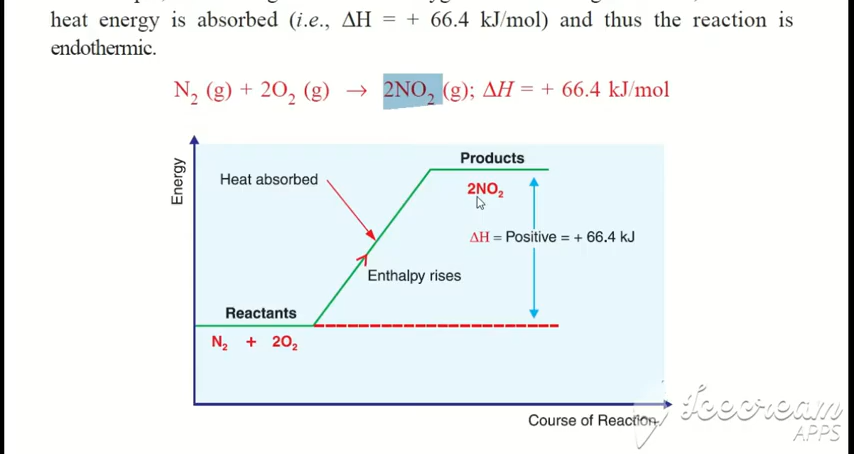 heat energy is absorbed (i.e., ΔH = + 66.4 kJ/mol) and thus the reaction is
endothermic.
N₂ (g) + 2O₂ (g) → 2NO₂ (g); ΔH = + 66.4 kJ/mol
Products
Energy
Heat absorbed
2NO₂
ΔH = Positive = + 66.4 kJ
Enthalpy rises
Reactants
N₂ + 2O₂
Course of Reaction
Icecream
APPS